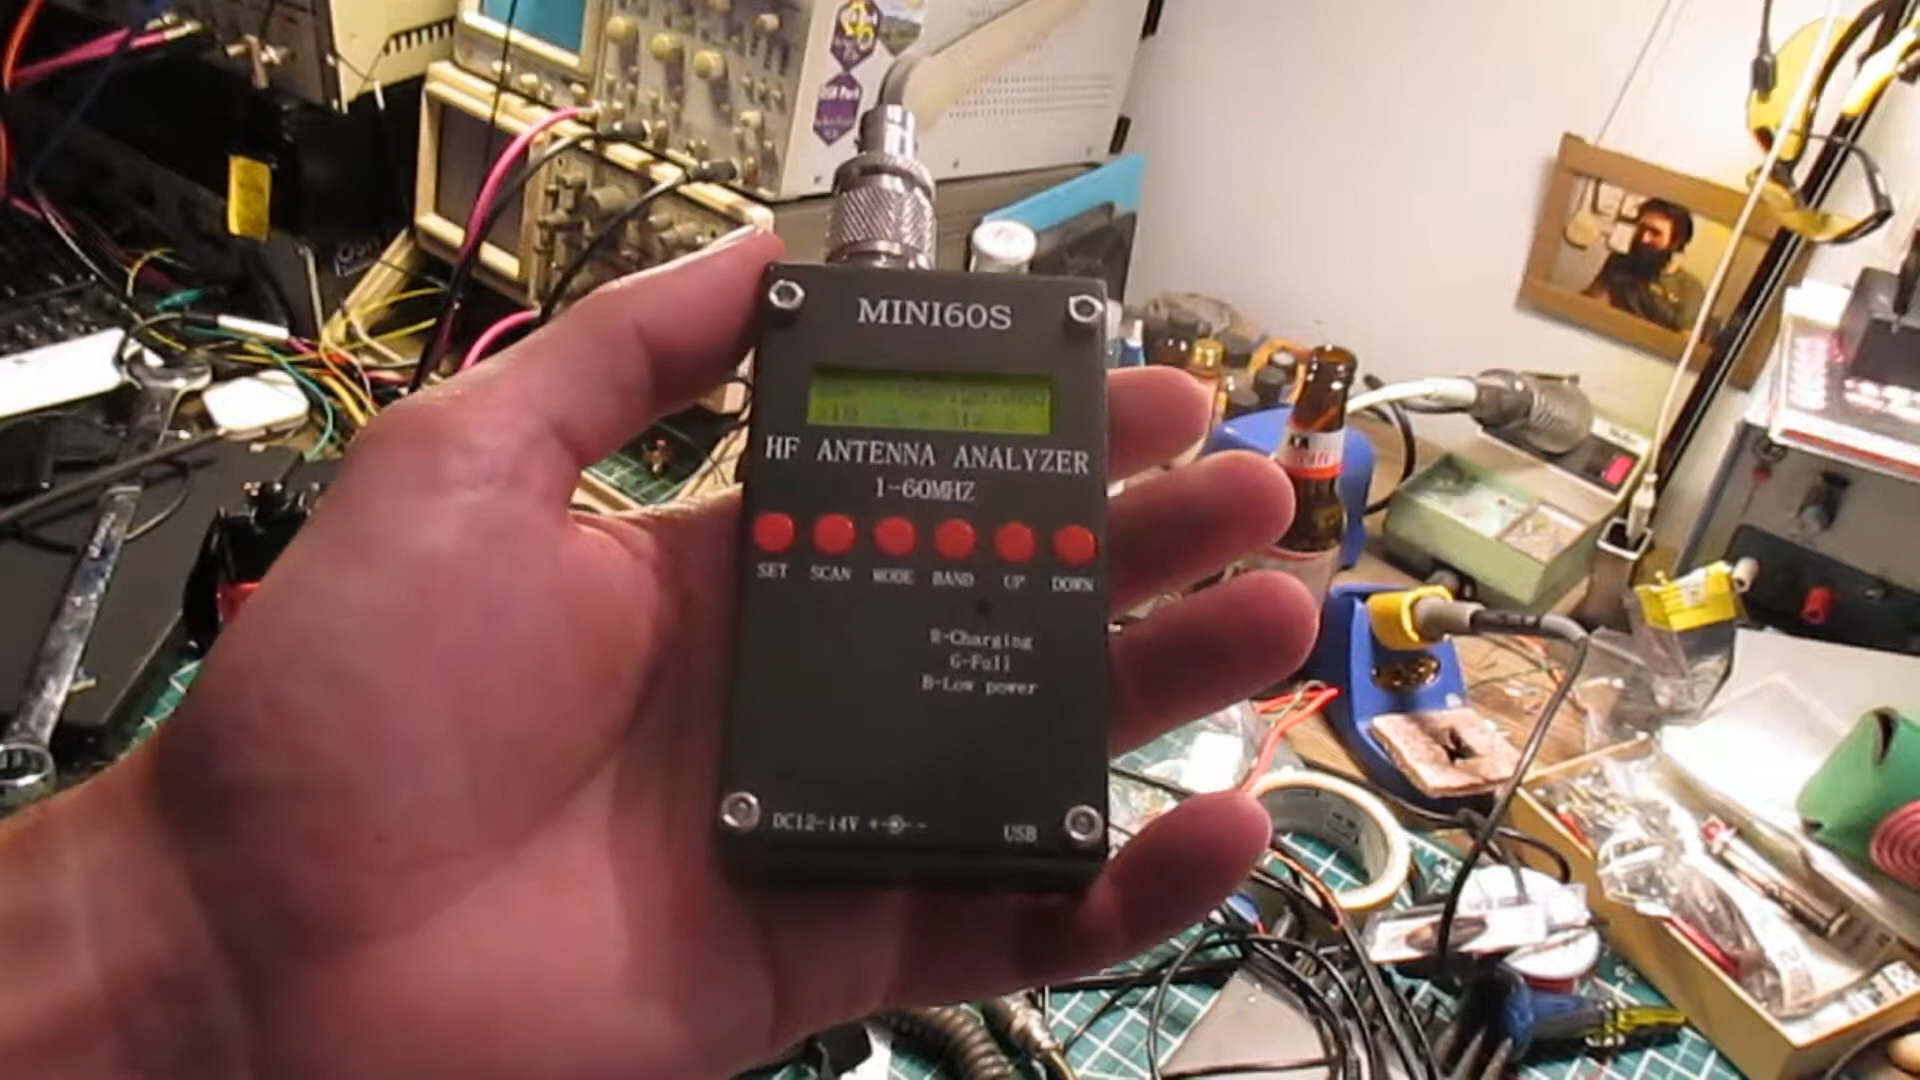 MINI60S
HF ANTENNA ANALYZER
1-60MHZ
SET SCAN MODE BAND UP DOWN
R-Charging
G-Full
B-Low power
DC12-14V + - USB